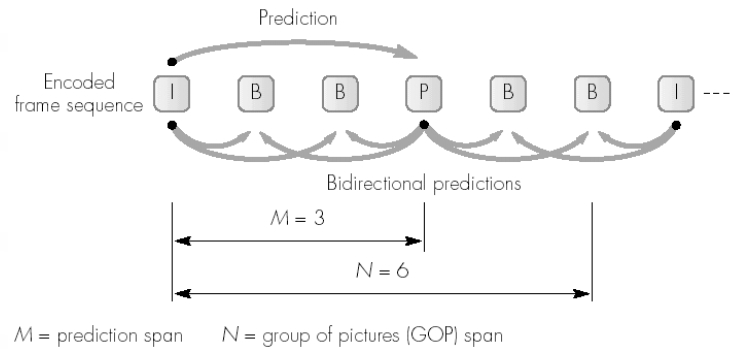 Prediction
Encoded
frame sequence
I B B P B B I ---
Bidirectional predictions
M = 3
N = 6
M = prediction span N = group of pictures (GOP) span